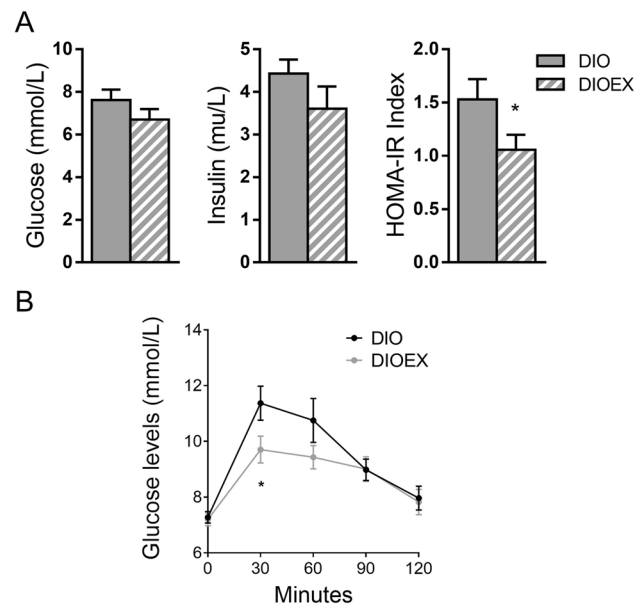 A
Glucose (mmol/L)
10
8
6
4
2
0
Insulin (mu/L)
5
4
3
2
1
0
HOMA-IR Index
2.0
1.5
1.0
0.5
0.0
*
DIO
DIOEX
B
Glucose levels (mmol/L)
14
12
10
8
6
*
DIO
DIOEX
0 30 60 90 120
Minutes